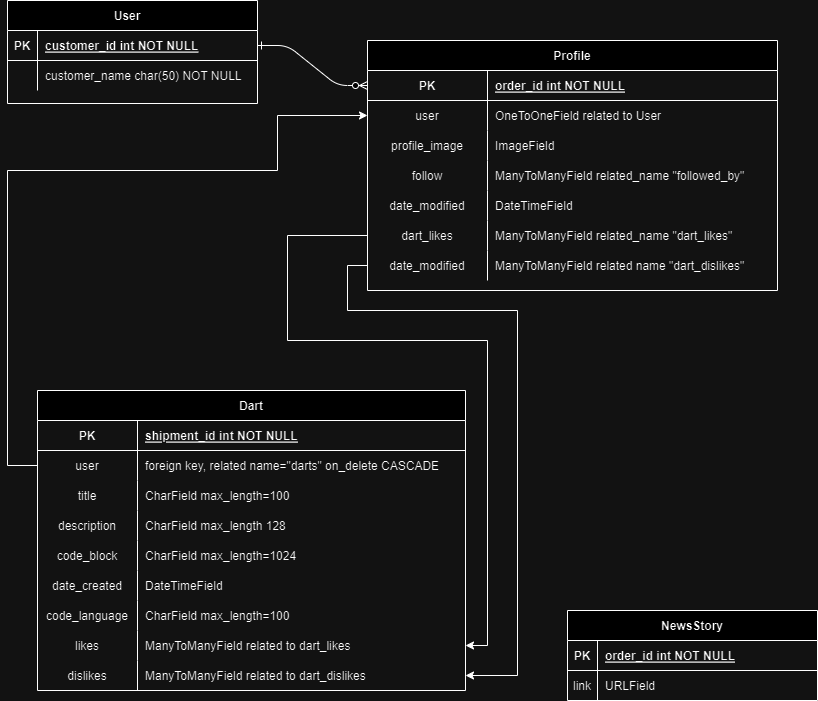 User
PK customer_id int NOT NULL
customer_name char(50) NOT NULL
Profile
PK order_id int NOT NULL
user OneToOneField related to User
profile_image ImageField
follow ManyToManyField related_name "followed_by"
date_modified DateTimeField
dart_likes ManyToManyField related_name "dart_likes"
date_modified ManyToManyField related name "dart_dislikes"
Dart
PK shipment_id int NOT NULL
user foreign key, related name="darts" on_delete CASCADE
title CharField max_length=100
description CharField max_length 128
code_block CharField max_length=1024
date_created DateTimeField
code_language CharField max_length=100
likes ManyToManyField related to dart_likes
dislikes ManyToManyField related to dart_dislikes
NewsStory
PK order_id int NOT NULL
link URLField